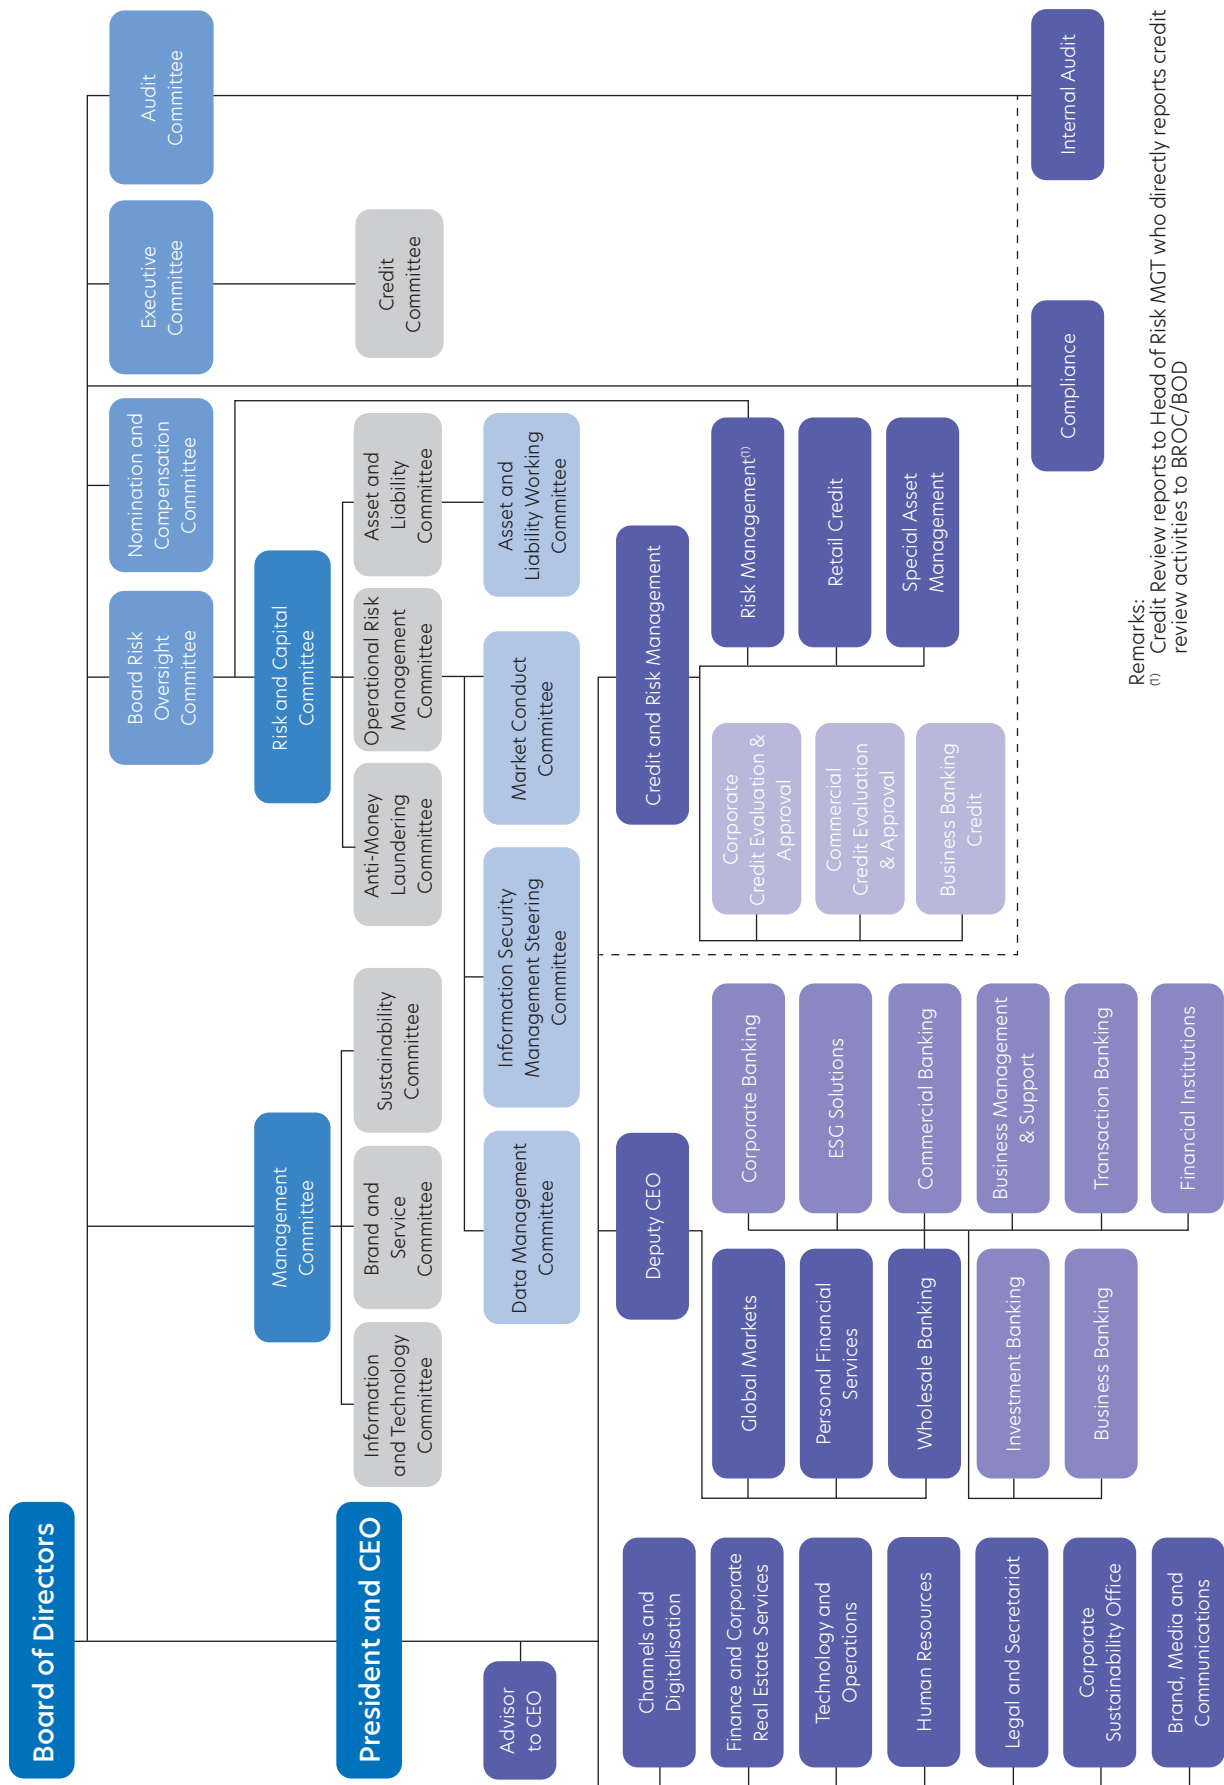 Board of Directors
Audit
Committee
Executive
Committee
Nomination and
Compensation
Committee
Board Risk
Oversight
Committee
Management
Committee
Risk and Capital
Committee
President and CEO
Information
and Technology
Committee
Brand and
Service
Committee
Sustainability
Committee
Anti-Money
Laundering
Committee
Operational Risk
Management
Committee
Asset and
Liability
Committee
Credit
Committee
Advisor
to CEO
Data Management
Committee
Information Security
Management Steering
Committee
Market Conduct
Committee
Asset and
Liability Working
Committee
Deputy CEO
Credit and Risk Management
Channels and
Digitalisation
Finance and Corporate
Real Estate Services
Technology and
Operations
Human Resources
Legal and Secretariat
Corporate
Sustainability Office
Brand, Media and
Communications
Global Markets
Personal Financial
Services
Wholesale Banking
Investment Banking
Business Banking
Corporate Banking
ESG Solutions
Commercial Banking
Business Management
& Support
Transaction Banking
Financial Institutions
Corporate
Credit Evaluation &
Approval
Commercial
Credit Evaluation
& Approval
Business Banking
Credit
Risk Management(1)
Retail Credit
Special Asset
Management
Compliance
Internal Audit
Remarks:
(1) Credit Review reports to Head of Risk MGT who directly reports credit
review activities to BROC/BOD